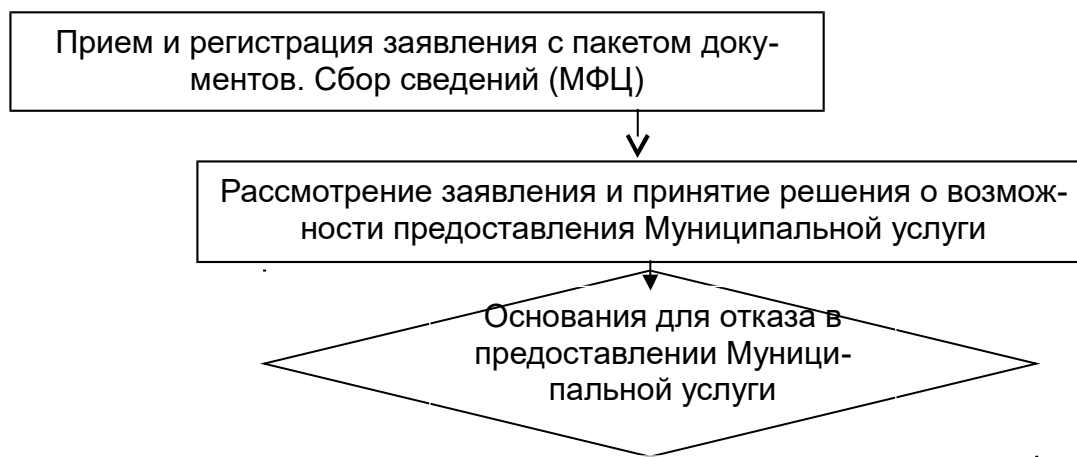 Прием и регистрация заявления с пакетом доку-
ментов. Сбор сведений (МФЦ)
Рассмотрение заявления и принятие решения о возмож-
ности предоставления Муниципальной услуги
Основания для отказа в
предоставлении Муници-
пальной услуги